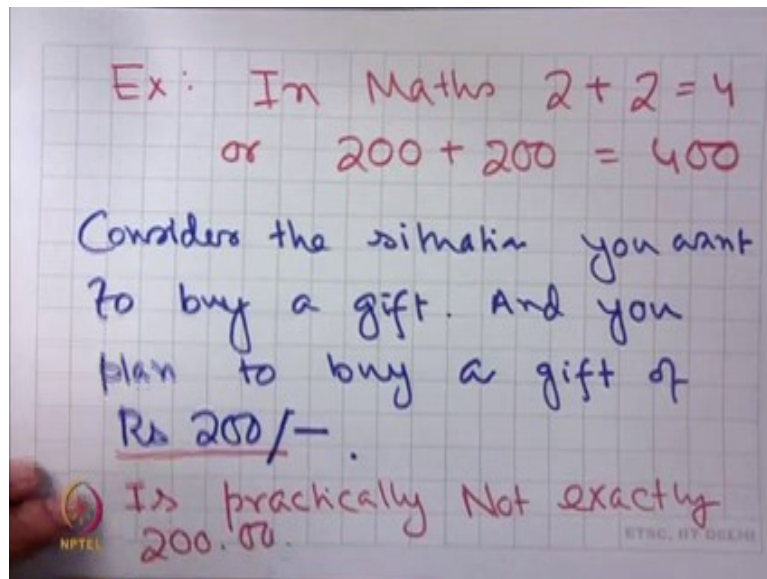 Ex: In Maths 2 + 2 = 4
or 200 + 200 = 400
Consider the situation you want
to buy a gift. And you
plan to buy a gift of
Rs 200/-.
Is practically Not exactly
200.00.
NPTEL
ETSC, IIT DELHI